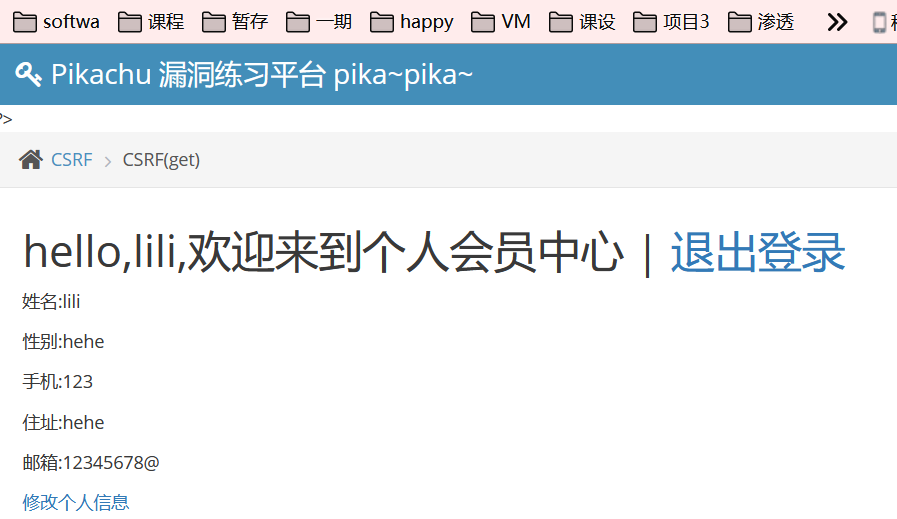 softwa 课程 暂存 一期 happy VM 课设 项目3 渗透
Pikachu 漏洞练习平台 pika~pika~
?>
CSRF > CSRF(get)
hello,lili,欢迎来到个人会员中心 | 退出登录
姓名:lili
性别:hehe
手机:123
住址:hehe
邮箱:12345678@
修改个人信息